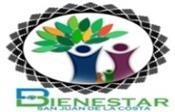 BIENESTAR
SAN JUAN DE LA COSTA